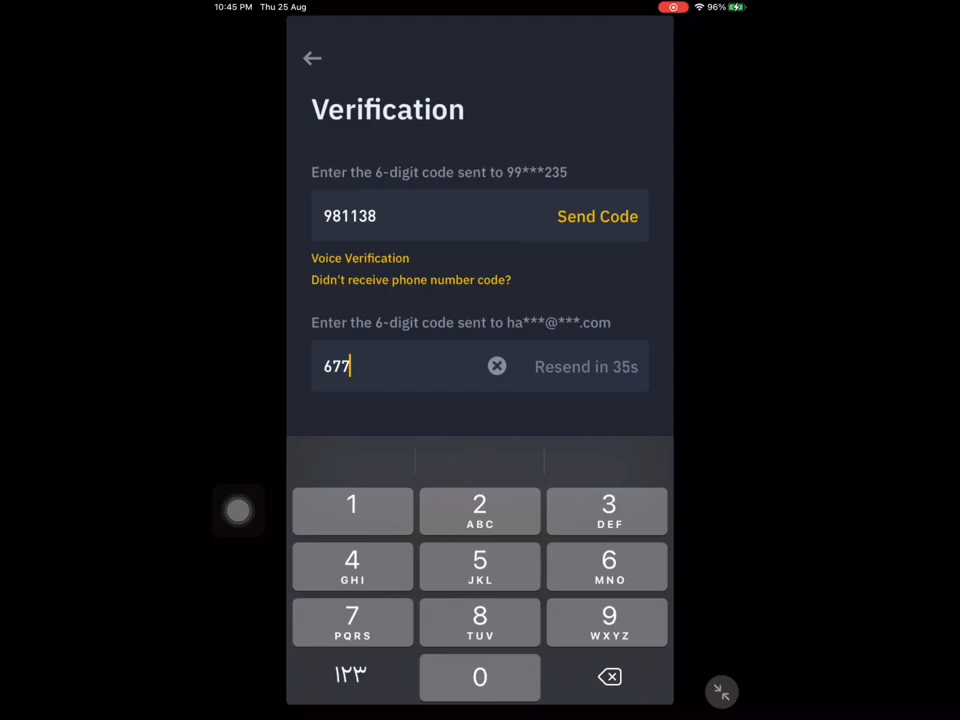 10:45 PM Thu 25 Aug
96%
Verification
Enter the 6-digit code sent to 99***235
981138 Send Code
Voice Verification
Didn't receive phone number code?
Enter the 6-digit code sent to ha***@***.com
677 Resend in 35s
1 2 3
ABC DEF
4 5 6
GHI JKL MNO
7 8 9
PQRS TUV WXYZ
١٢٣ 0